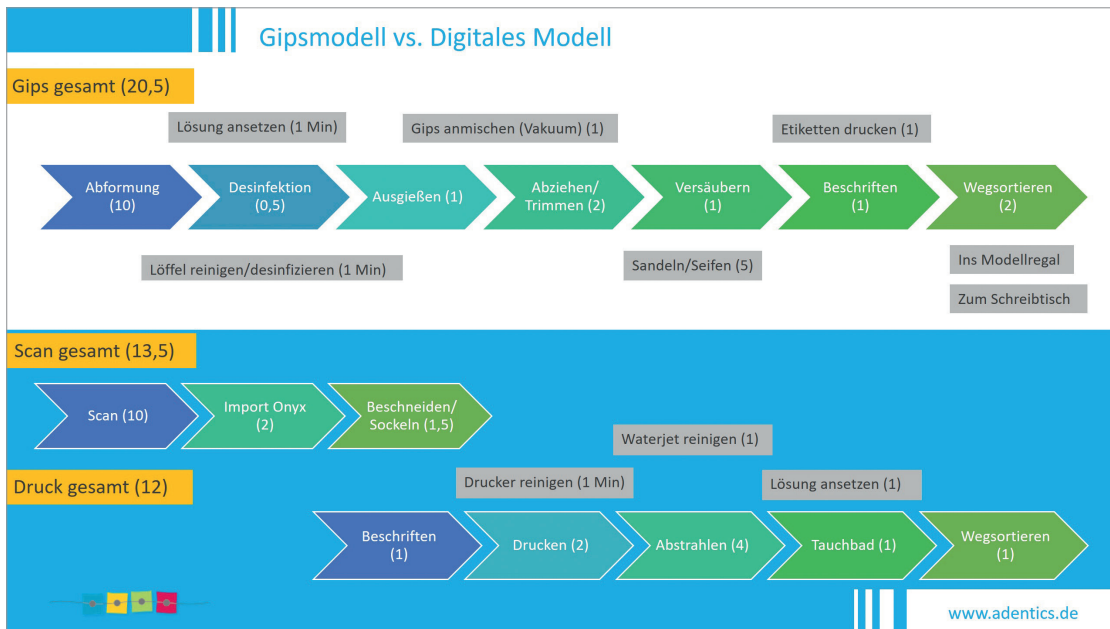 Gipsmodell vs. Digitales Modell
Gips gesamt (20,5)
Lösung ansetzen (1 Min)
Gips anmischen (Vakuum) (1)
Etiketten drucken (1)
Abformung
(10)
Desinfektion
(0,5)
Ausgießen (1)
Abziehen/
Trimmen (2)
Versäubern
(1)
Beschriften
(1)
Wegsortieren
(2)
Löffel reinigen/desinfizieren (1 Min)
Sandeln/Seifen (5)
Ins Modellregal
Zum Schreibtisch
Scan gesamt (13,5)
Scan (10)
Import Onyx
(2)
Beschneiden/
Sockeln (1,5)
Waterjet reinigen (1)
Druck gesamt (12)
Drucker reinigen (1 Min)
Lösung ansetzen (1)
Beschriften
(1)
Drucken (2)
Abstrahlen (4)
Tauchbad (1)
Wegsortieren
(1)
www.adentics.de